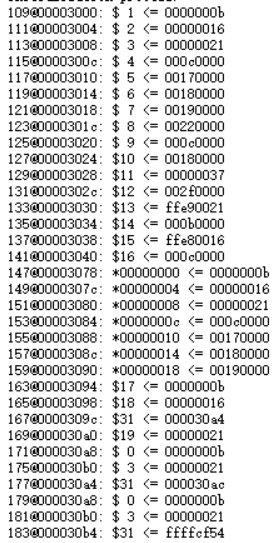 109@00003000: $ 1 <= 0000000b
111@00003004: $ 2 <= 00000016
113@00003008: $ 3 <= 00000021
115@0000300c: $ 4 <= 000c0000
117@00003010: $ 5 <= 00170000
119@00003014: $ 6 <= 00180000
121@00003018: $ 7 <= 00190000
123@0000301c: $ 8 <= 00220000
125@00003020: $ 9 <= 000c0000
127@00003024: $10 <= 00180000
129@00003028: $11 <= 00000037
131@0000302c: $12 <= 002f0000
133@00003030: $13 <= ffe90021
135@00003034: $14 <= 000b0000
137@00003038: $15 <= ffe80016
141@00003040: $16 <= 000c0000
147@00003078: *00000000 <= 0000000b
149@0000307c: *00000004 <= 00000016
151@00003080: *00000008 <= 00000021
153@00003084: *0000000c <= 000c0000
155@00003088: *00000010 <= 00170000
157@0000308c: *00000014 <= 00180000
159@00003090: *00000018 <= 00190000
163@00003094: $17 <= 0000000b
165@00003098: $18 <= 00000016
167@0000309c: $31 <= 000030a4
169@000030a0: $19 <= 00000021
171@000030a8: $ 0 <= 0000000b
175@000030b0: $ 3 <= 00000021
177@000030a4: $31 <= 000030ac
179@000030a8: $ 0 <= 0000000b
181@000030b0: $ 3 <= 00000021
183@000030b4: $31 <= ffffcf54